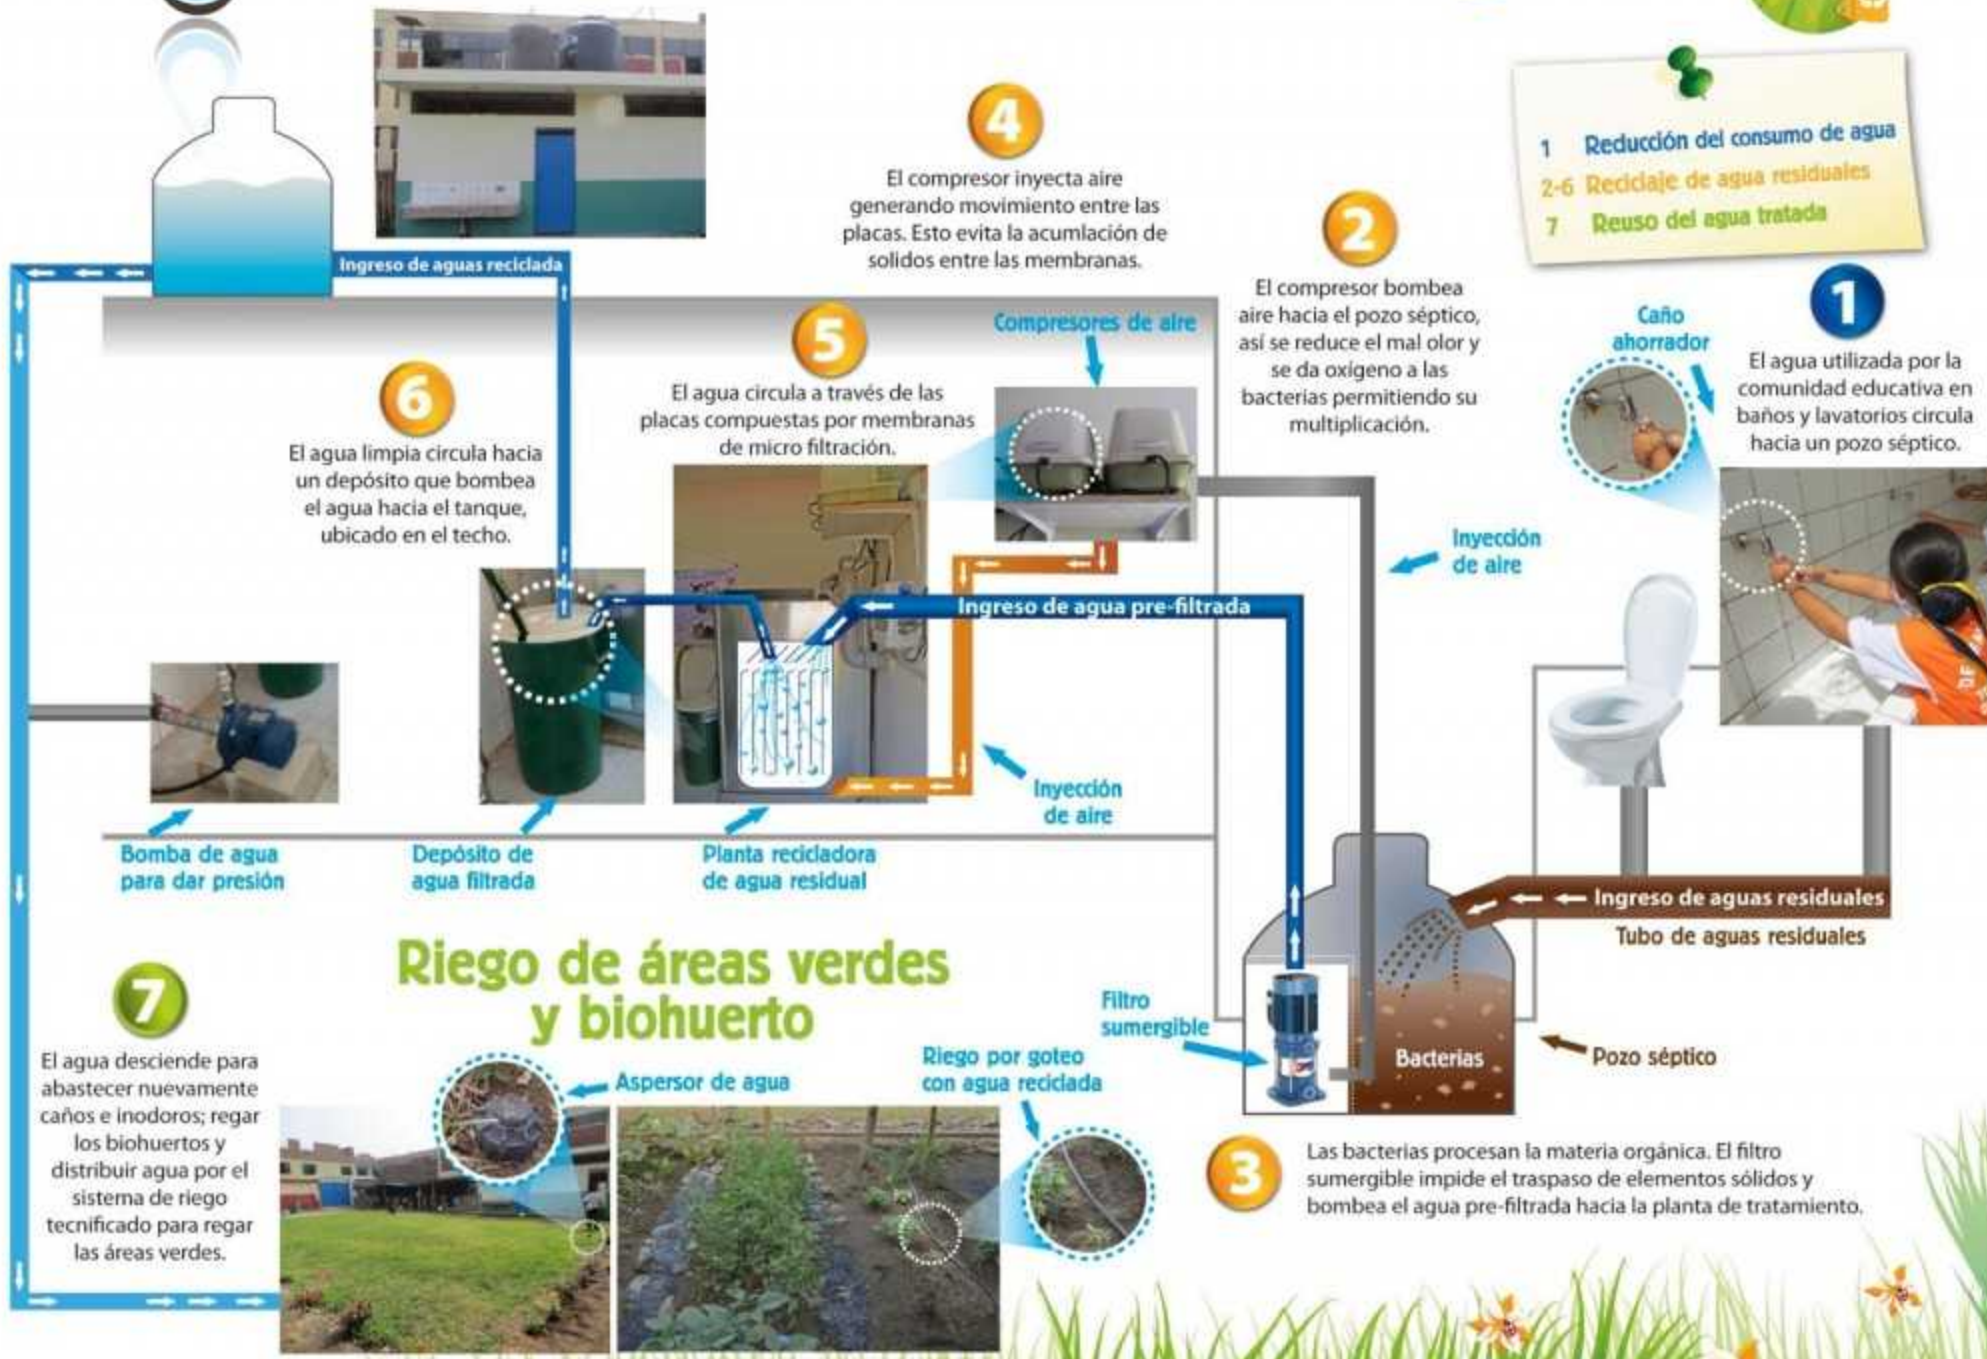 1 Reducción del consumo de agua
2-6 Reciclaje de agua residuales
7 Reuso del agua tratada
1
El agua utilizada por la
comunidad educativa en
baños y lavatorios circula
hacia un pozo séptico.
Caño
ahorrador
2
El compresor bombea
aire hacia el pozo séptico,
así se reduce el mal olor y
se da oxígeno a las
bacterias permitiendo su
multiplicación.
Inyección
de aire
Ingreso de aguas residuales
Tubo de aguas residuales
Pozo séptico
Bacterias
Filtro
sumergible
3
Las bacterias procesan la materia orgánica. El filtro
sumergible impide el traspaso de elementos sólidos y
bombea el agua pre-filtrada hacia la planta de tratamiento.
4
El compresor inyecta aire
generando movimiento entre las
placas. Esto evita la acumlación de
solidos entre las membranas.
Compresores de aire
Ingreso de agua pre-filtrada
Inyección
de aire
5
El agua circula a través de las
placas compuestas por membranas
de micro filtración.
Planta recicladora
de agua residual
6
El agua limpia circula hacia
un depósito que bombea
el agua hacia el tanque,
ubicado en el techo.
Depósito de
agua filtrada
Ingreso de aguas reciclada
Bomba de agua
para dar presión
7
El agua desciende para
abastecer nuevamente
caños e inodoros; regar
los biohuertos y
distribuir agua por el
sistema de riego
tecnificado para regar
las áreas verdes.
Riego de áreas verdes
y biohuerto
Aspersor de agua
Riego por goteo
con agua reciclada